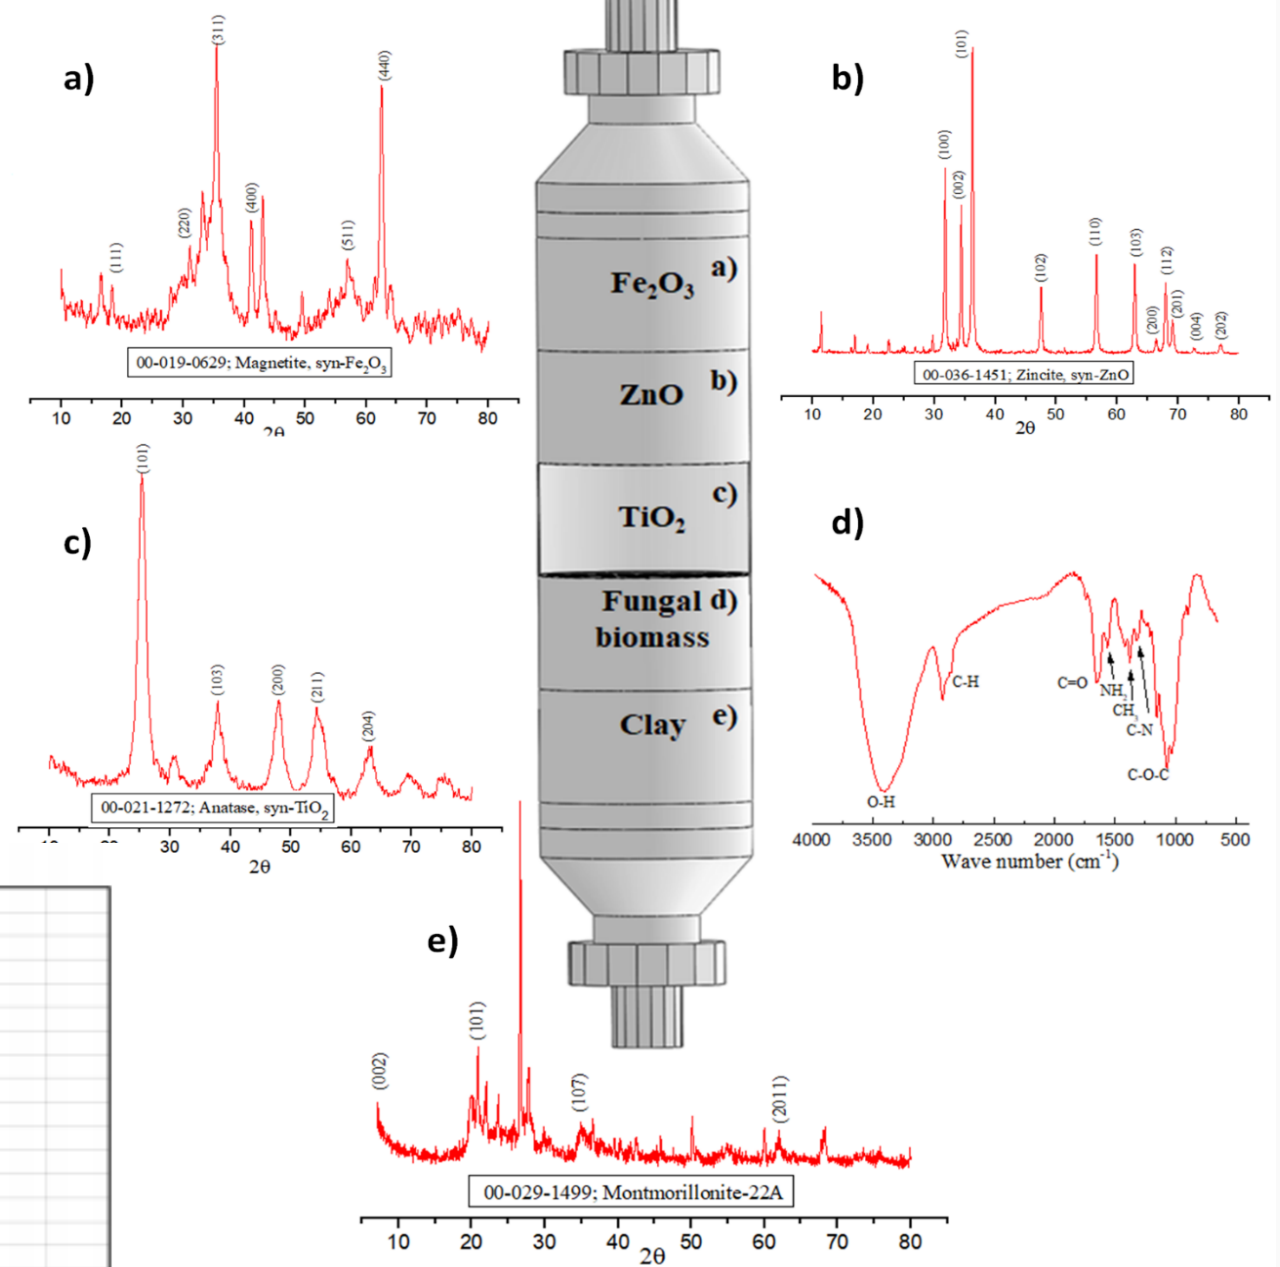 a)
(311)
(440)
(400)
(220)
(111)
(511)
00-019-0629; Magnetite, syn-Fe₂O₃
10 20 30 40 50 60 70 80
2θ
b)
(101)
(100)
(002)
(102)
(110)
(103)
(112)
(200)
(201)
(004)
(202)
00-036-1451; Zincite, syn-ZnO
10 20 30 40 50 60 70 80
2θ
Fe₂O₃ a)
ZnO b)
TiO₂ c)
Fungal d)
biomass
Clay e)
c)
(101)
(103)
(200)
(211)
(204)
00-021-1272; Anatase, syn-TiO₂
10 20 30 40 50 60 70 80
2θ
d)
C-H
C=O
NH₂
CH₃
C-N
C-O-C
O-H
4000 3500 3000 2500 2000 1500 1000 500
Wave number (cm⁻¹)
e)
(002)
(101)
(107)
(2011)
00-029-1499; Montmorillonite-22A
10 20 30 40 50 60 70 80
2θ